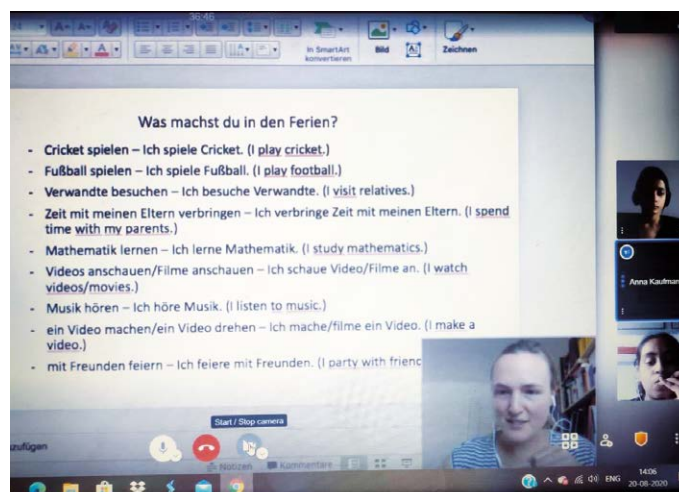 36:46
In SmartArt
konvertieren
Bild
Zeichnen
Was machst du in den Ferien?
- Cricket spielen – Ich spiele Cricket. (I play cricket.)
- Fußball spielen – Ich spiele Fußball. (I play football.)
- Verwandte besuchen – Ich besuche Verwandte. (I visit relatives.)
- Zeit mit meinen Eltern verbringen – Ich verbringe Zeit mit meinen Eltern. (I spend
time with my parents.)
- Mathematik lernen – Ich lerne Mathematik. (I study mathematics.)
- Videos anschauen/Filme anschauen – Ich schaue Video/Filme an. (I watch
videos/movies.)
- Musik hören – Ich höre Musik. (I listen to music.)
- ein Video machen/ein Video drehen – Ich mache/filme ein Video. (I make a
video.)
- mit Freunden feiern – Ich feiere mit Freunden. (I party with frienc
Anna Kaufman
Start / Stop camera
zufügen
Notizen
Kommentare
ENG
14:06
20-08-2020